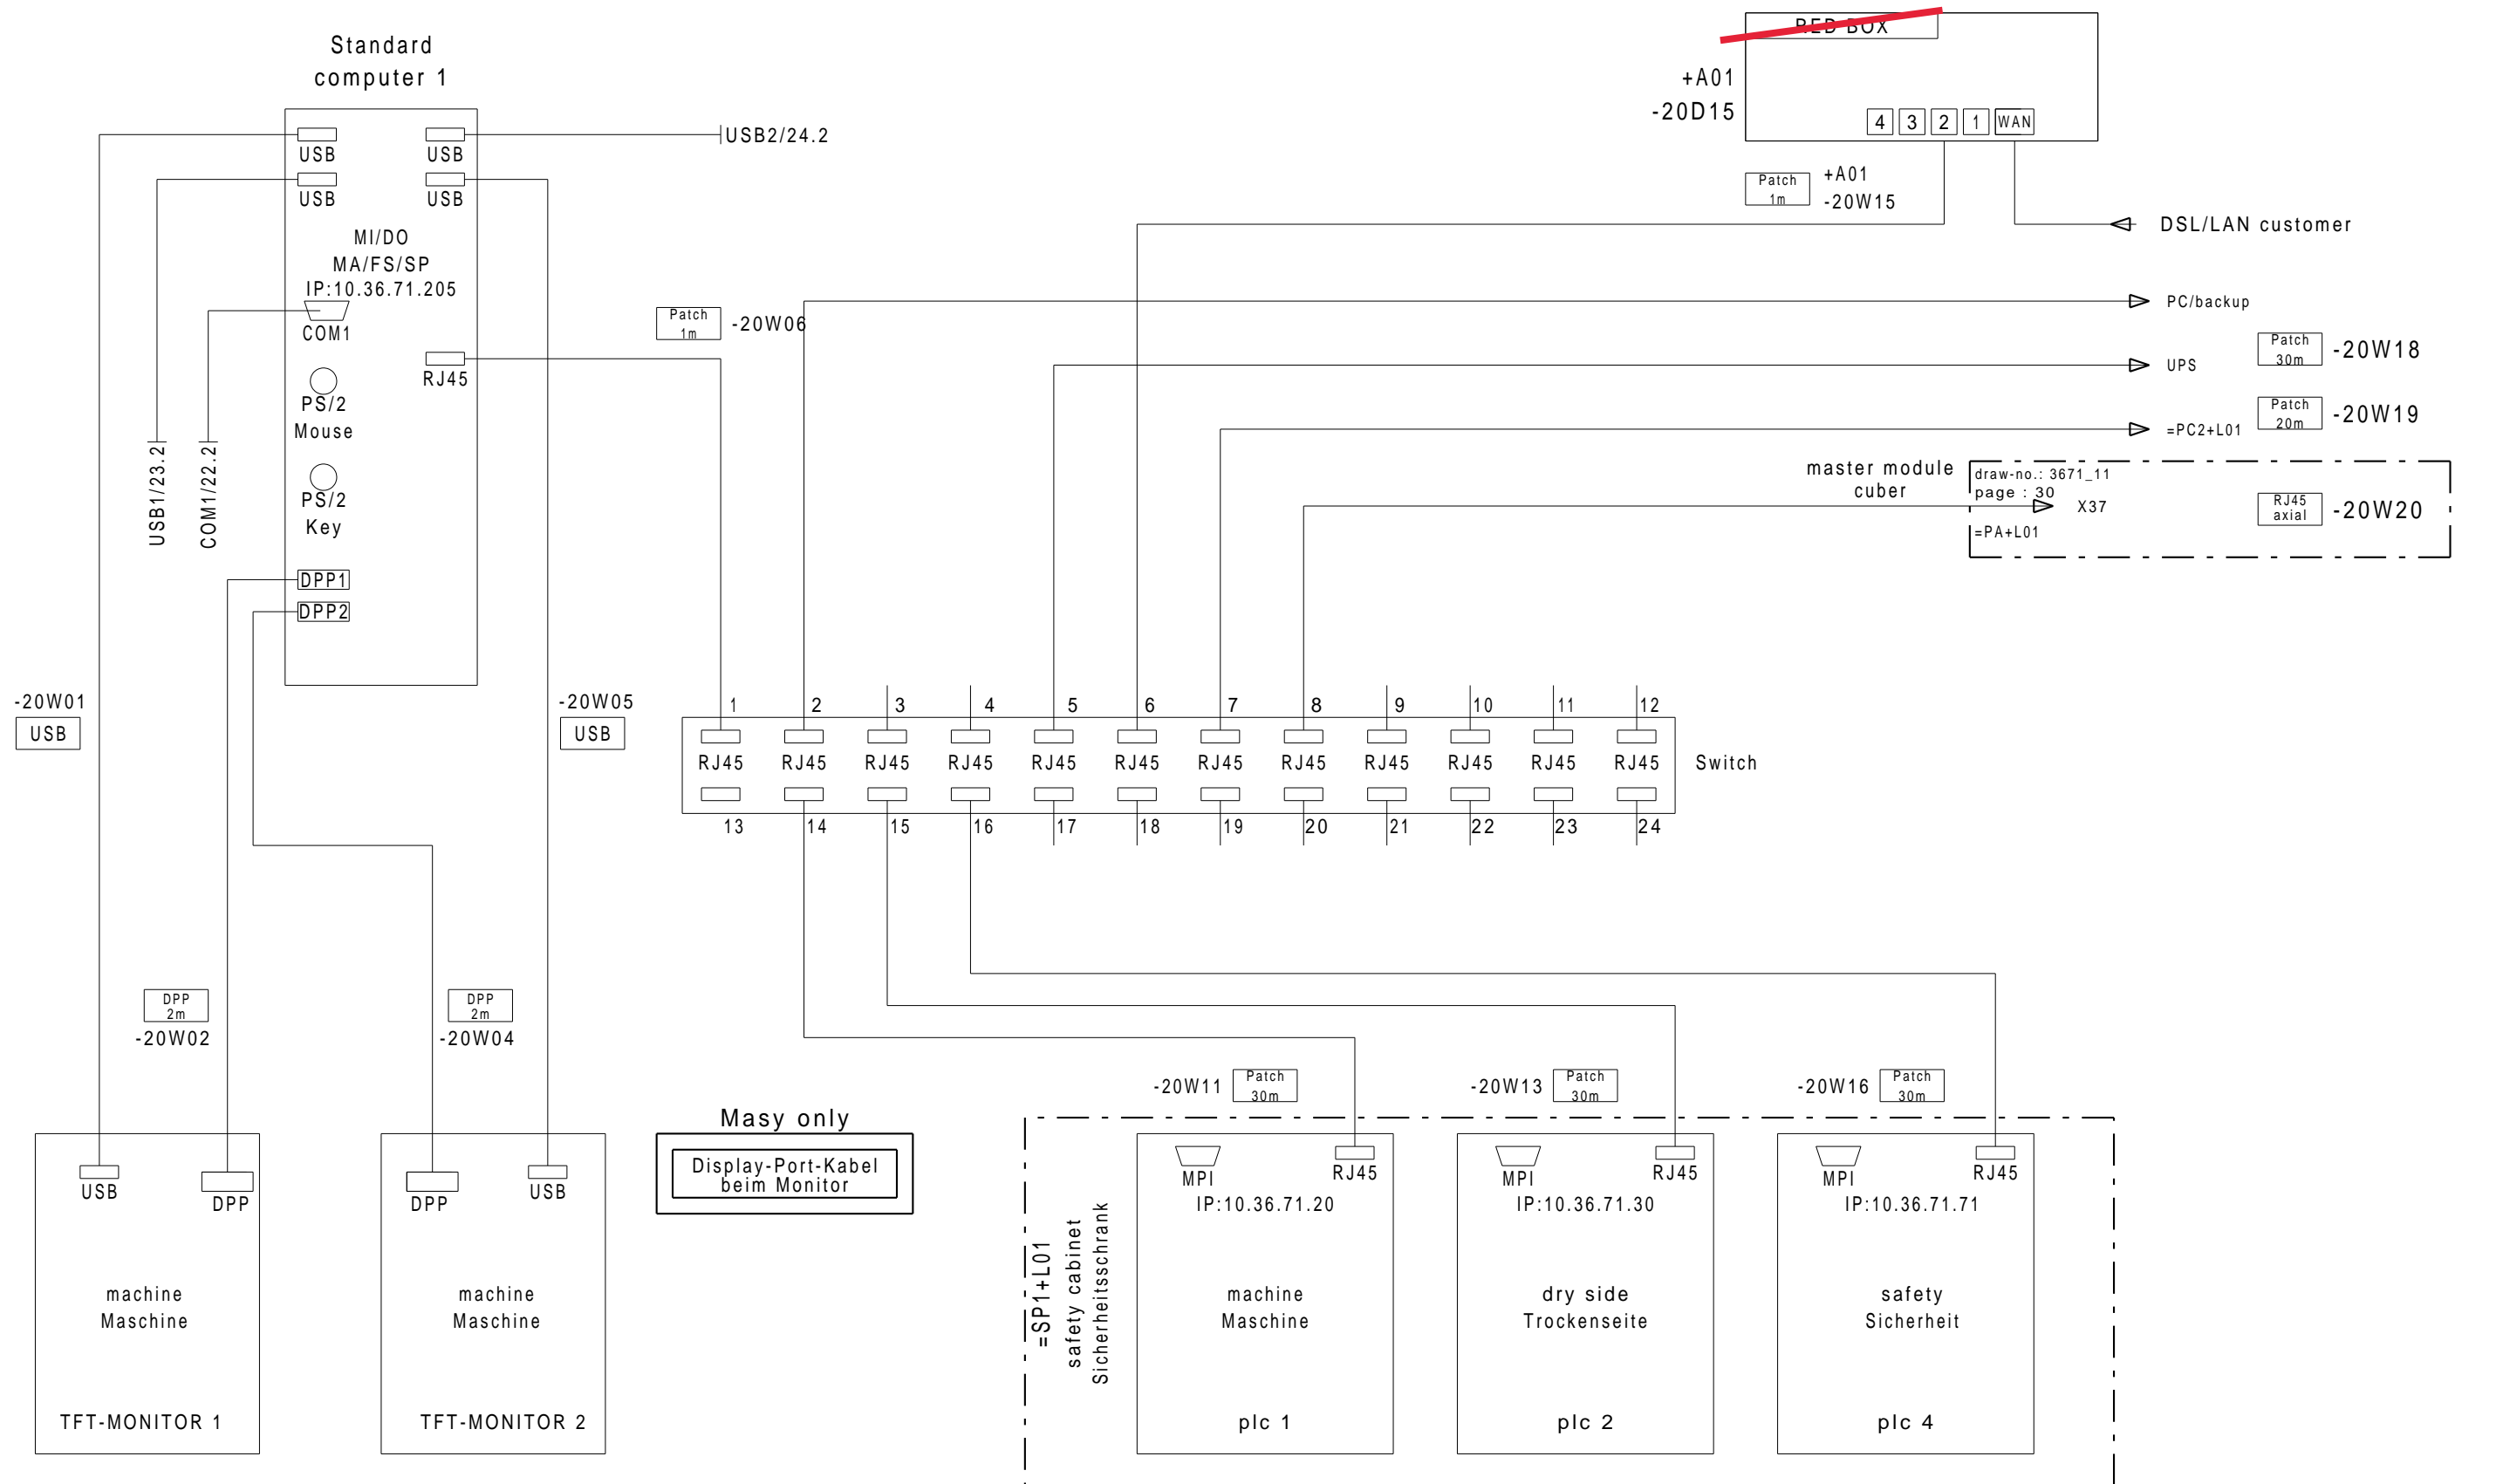 Standard
computer 1
USB
USB
USB
USB
USB2/24.2
MI/DO
MA/FS/SP
IP:10.36.71.205
COM1
RJ45
PS/2
Mouse
PS/2
Key
DPP1
DPP2
USB1/23.2
COM1/22.2
-20W01
USB
-20W05
USB
DPP
2m
-20W02
DPP
2m
-20W04
USB
DPP
machine
Maschine
TFT-MONITOR 1
DPP
USB
machine
Maschine
TFT-MONITOR 2
RED BOX
+A01
-20D15
4 3 2 1 WAN
Patch
1m
+A01
-20W15
DSL/LAN customer
Patch
1m
-20W06
PC/backup
UPS
Patch
30m
-20W18
=PC2+L01
Patch
20m
-20W19
master module
cuber
draw-no.: 3671_11
page : 30
X37
=PA+L01
RJ45
axial
-20W20
1 2 3 4 5 6 7 8 9 10 11 12
RJ45 RJ45 RJ45 RJ45 RJ45 RJ45 RJ45 RJ45 RJ45 RJ45 RJ45 RJ45
Switch
13 14 15 16 17 18 19 20 21 22 23 24
Masy only
Display-Port-Kabel
beim Monitor
=SP1+L01
safety cabinet
Sicherheitsschrank
-20W11
Patch
30m
MPI
RJ45
IP:10.36.71.20
machine
Maschine
plc 1
-20W13
Patch
30m
MPI
RJ45
IP:10.36.71.30
dry side
Trockenseite
plc 2
-20W16
Patch
30m
MPI
RJ45
IP:10.36.71.71
safety
Sicherheit
plc 4